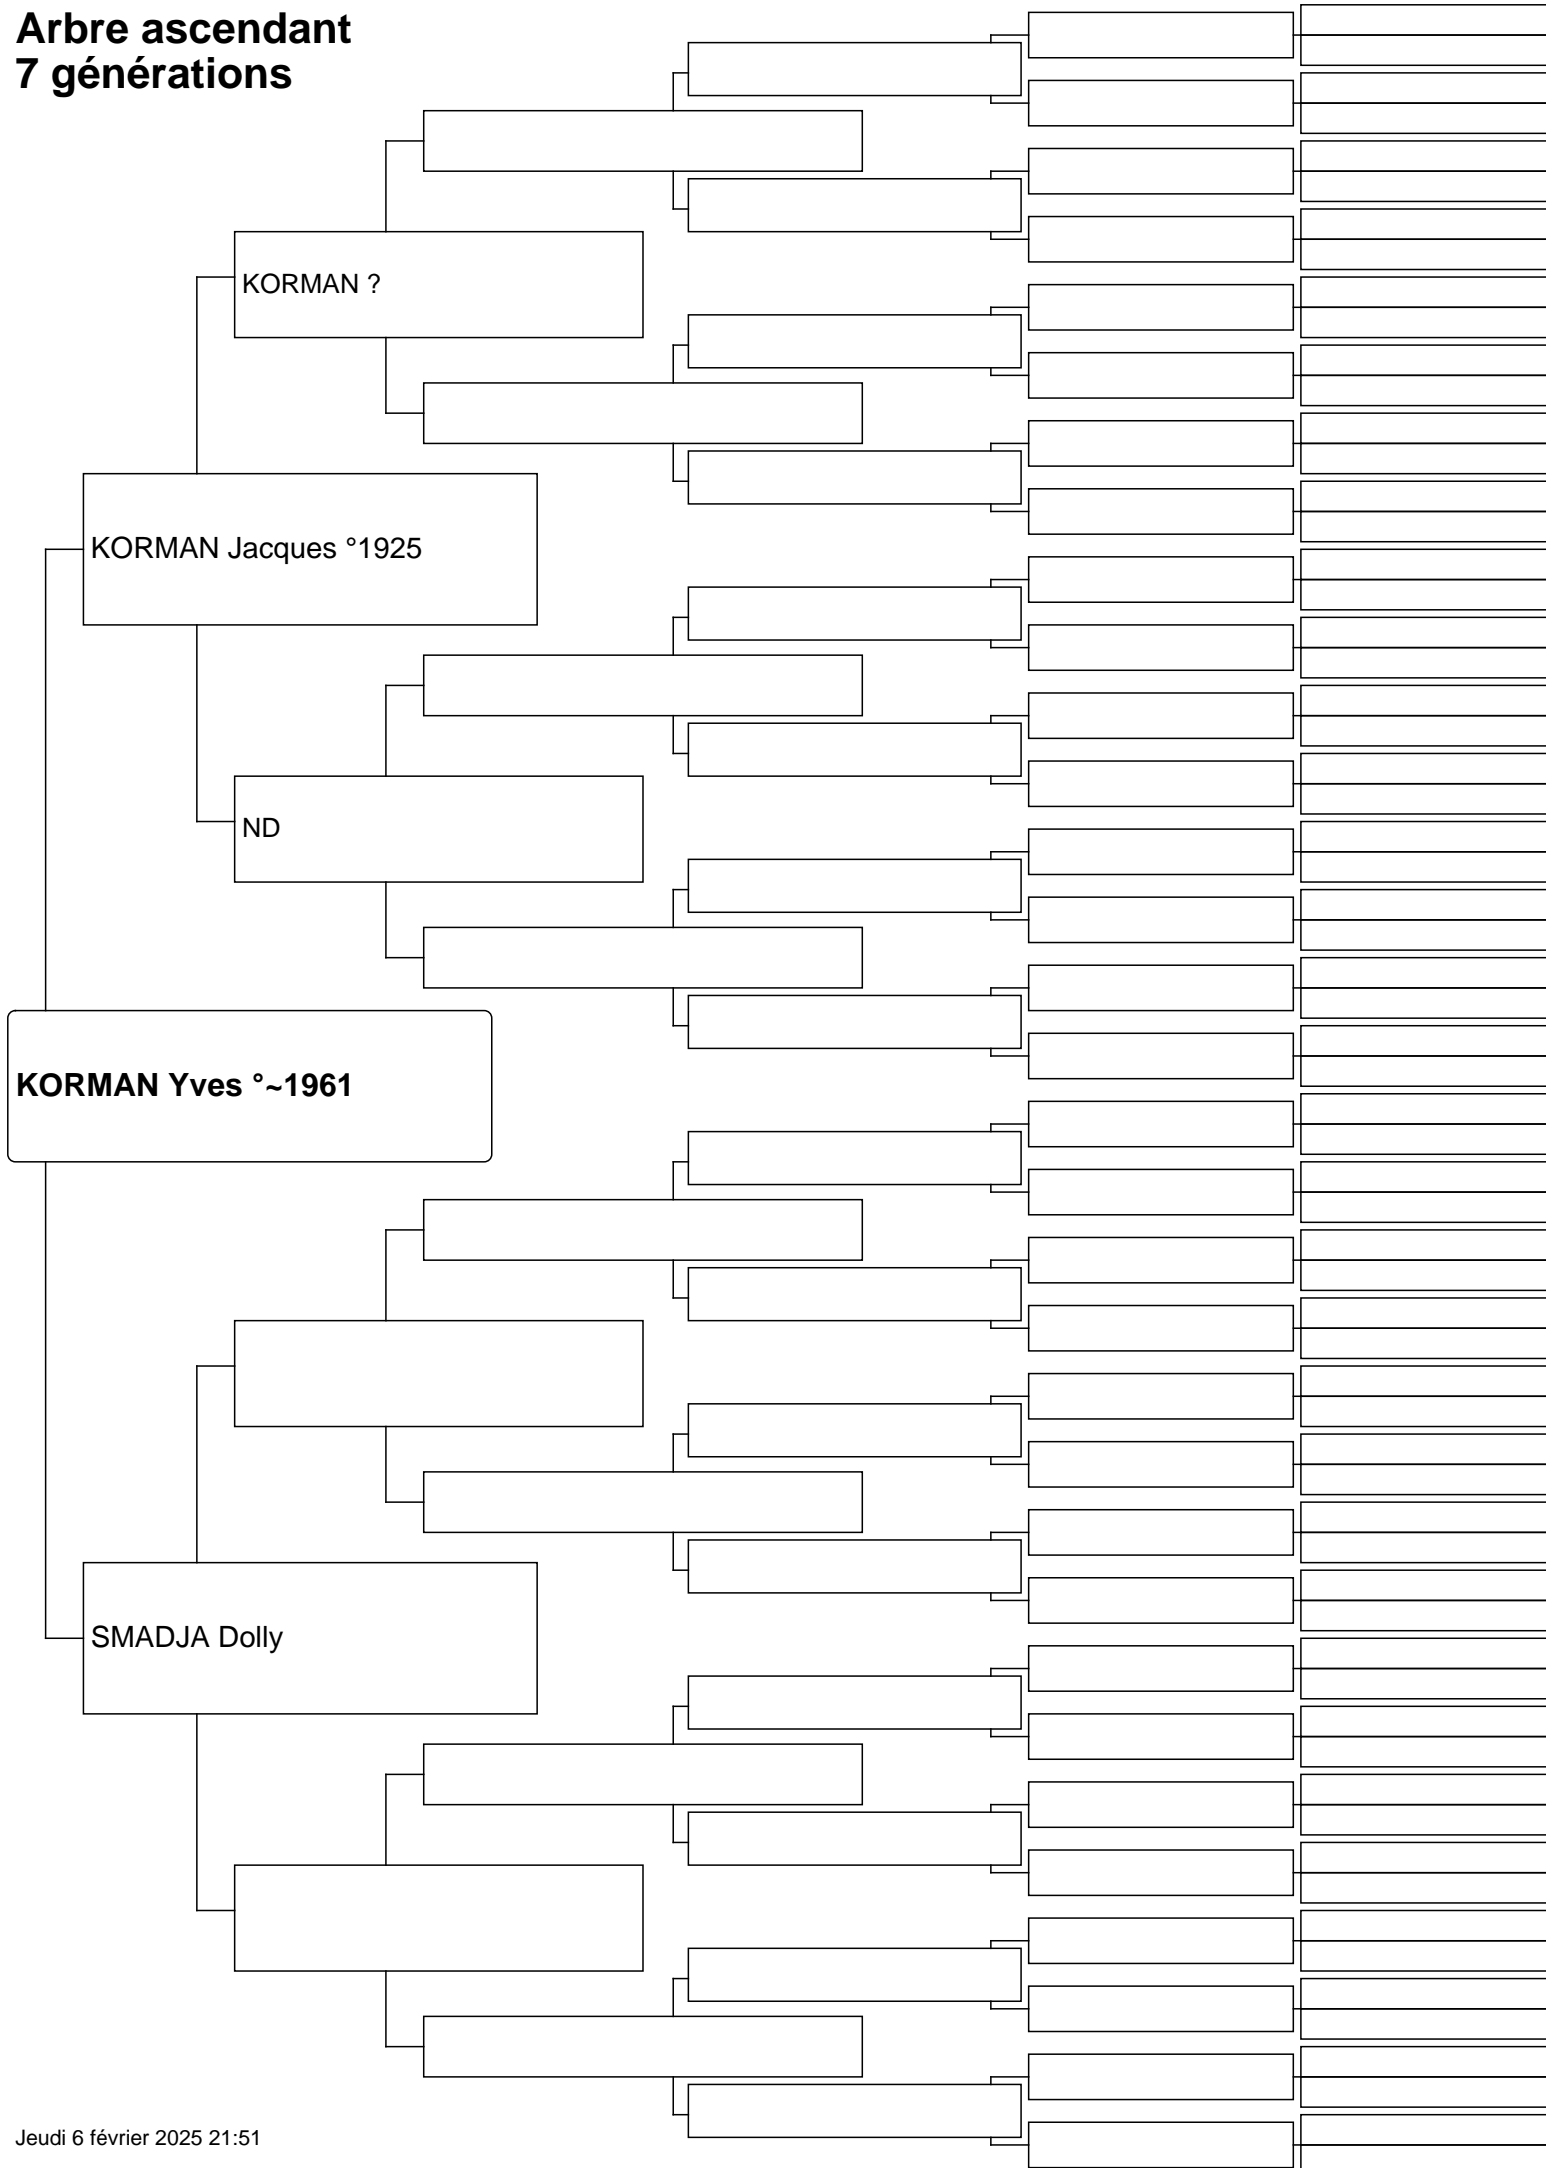 Arbre ascendant
7 générations
KORMAN ?
KORMAN Jacques °1925
ND
KORMAN Yves °~1961
SMADJA Dolly
Jeudi 6 février 2025 21:51